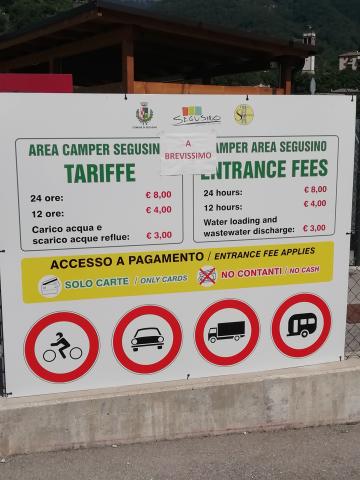 SEGUSINO
A
BREVISSIMO
AREA CAMPER SEGUSINO
TARIFFE
24 ore: € 8,00
12 ore: € 4,00
Carico acqua e
scarico acque reflue: € 3,00
CAMPER AREA SEGUSINO
ENTRANCE FEES
24 hours: € 8,00
12 hours: € 4,00
Water loading and
wastewater discharge: € 3,00
ACCESSO A PAGAMENTO / ENTRANCE FEE APPLIES
SOLO CARTE / ONLY CARDS NO CONTANTI / NO CASH